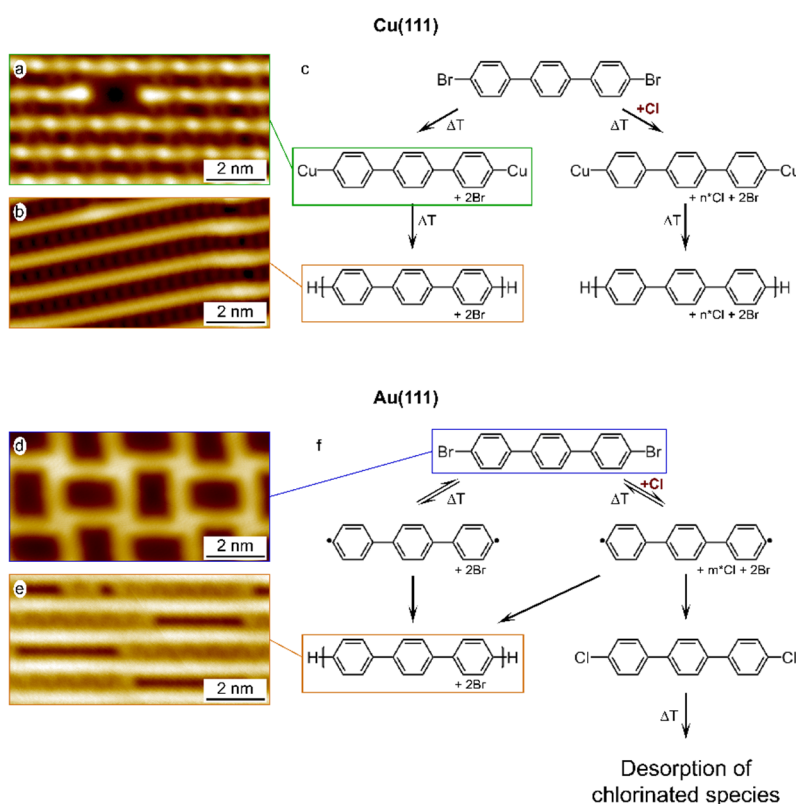 Cu(111)
a
2 nm
b
2 nm
c
Br
Br
ΔT
ΔT
+Cl
Cu
Cu
+ 2Br
Cu
Cu
+ n*Cl + 2Br
ΔT
ΔT
H
H
+ 2Br
H
H
+ n*Cl + 2Br
Au(111)
d
2 nm
e
2 nm
f
Br
Br
ΔT
ΔT
+Cl
+ 2Br
+ m*Cl + 2Br
H
H
+ 2Br
Cl
Cl
ΔT
Desorption of
chlorinated species